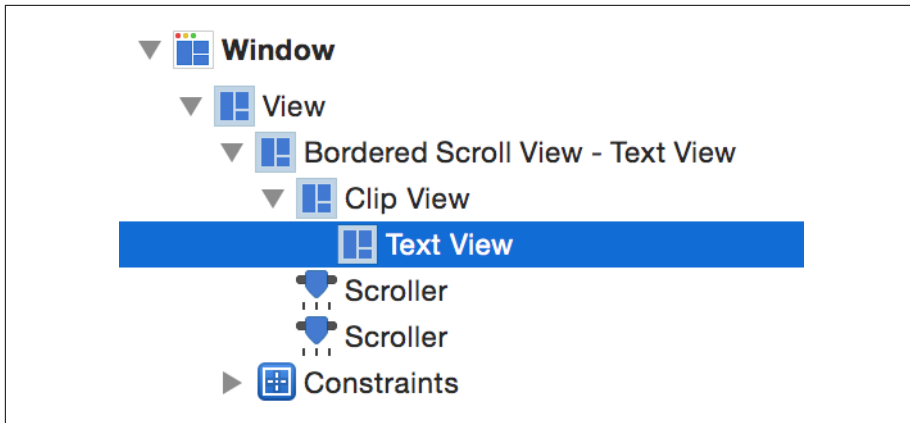 Window
View
Bordered Scroll View - Text View
Clip View
Text View
Scroller
Scroller
Constraints